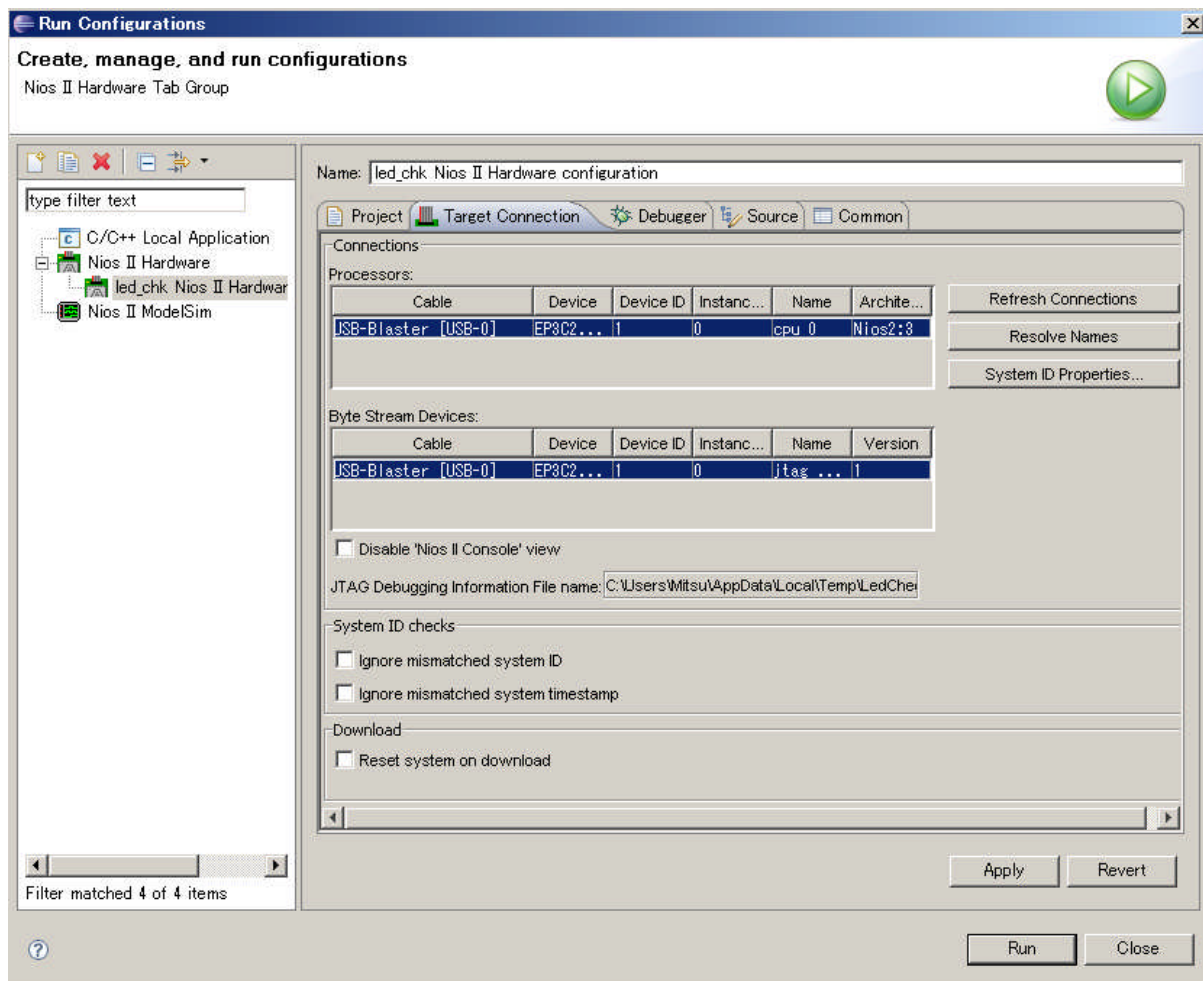 Run Configurations
Create, manage, and run configurations
Nios II Hardware Tab Group
type filter text
C/C++ Local Application
Nios II Hardware
led_chk Nios II Hardwar
Nios II ModelSim
Filter matched 4 of 4 items
Name: led_chk Nios II Hardware configuration
Project Target Connection Debugger Source Common
Connections
Processors:
Cable Device Device ID Instanc... Name Archite...
USB-Blaster [USB-0] EP3C2... 1 0 cpu_0 Nios2:3
Refresh Connections
Resolve Names
System ID Properties...
Byte Stream Devices:
Cable Device Device ID Instanc... Name Version
USB-Blaster [USB-0] EP3C2... 1 0 jtag ... 1
Disable 'Nios II Console' view
JTAG Debugging Information File name: C:\Users\Mitsu\AppData\Local\Temp\LedChe
System ID checks
Ignore mismatched system ID
Ignore mismatched system timestamp
Download
Reset system on download
Apply Revert
Run Close